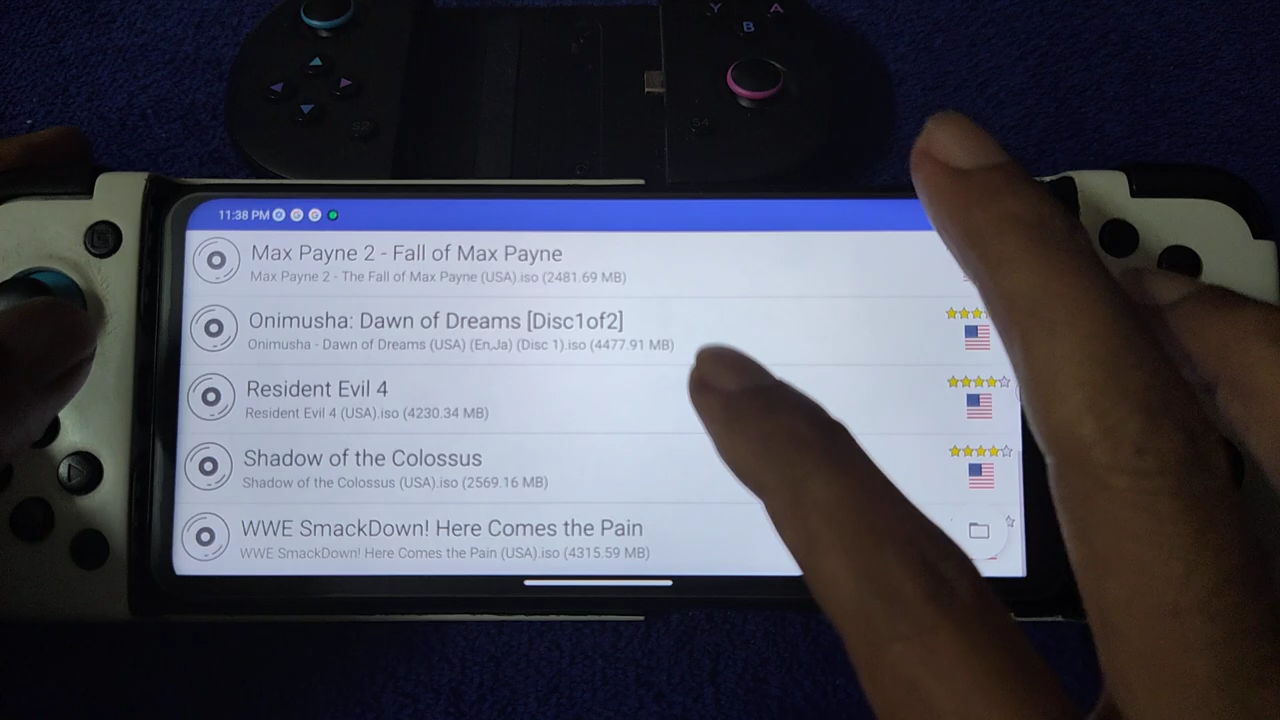 Y
A
B
S2
S4
11:38 PM
Max Payne 2 - Fall of Max Payne
Max Payne 2 - The Fall of Max Payne (USA).iso (2481.69 MB)
Onimusha: Dawn of Dreams [Disc1of2]
Onimusha - Dawn of Dreams (USA) (En,Ja) (Disc 1).iso (4477.91 MB)
Resident Evil 4
Resident Evil 4 (USA).iso (4230.34 MB)
Shadow of the Colossus
Shadow of the Colossus (USA).iso (2569.16 MB)
WWE SmackDown! Here Comes the Pain
WWE SmackDown! Here Comes the Pain (USA).iso (4315.59 MB)